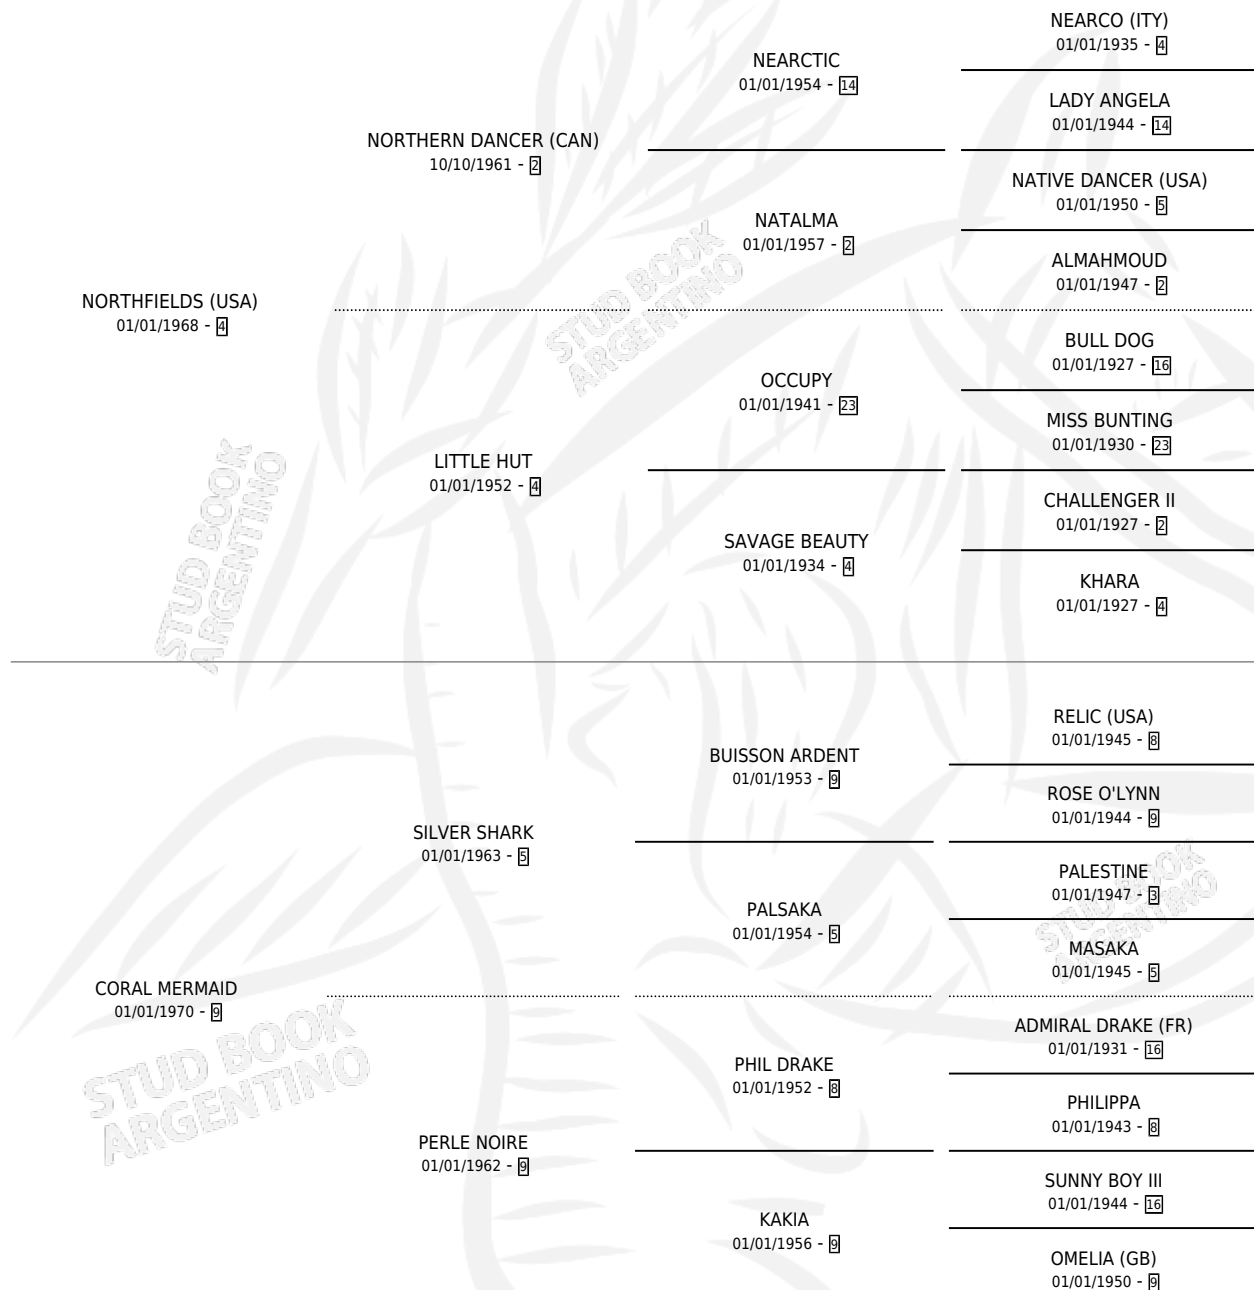 NEARCO (ITY)
01/01/1935 - 4
NEARCTIC
01/01/1954 - 14
LADY ANGELA
01/01/1944 - 14
NORTHERN DANCER (CAN)
10/10/1961 - 2
NATIVE DANCER (USA)
01/01/1950 - 5
NATALMA
01/01/1957 - 2
ALMAHMOUD
01/01/1947 - 2
NORTHFIELDS (USA)
01/01/1968 - 4
STUD BOOK
ARGENTINO
BULL DOG
01/01/1927 - 16
OCCUPY
01/01/1941 - 23
MISS BUNTING
01/01/1930 - 23
LITTLE HUT
01/01/1952 - 4
CHALLENGER II
01/01/1927 - 2
SAVAGE BEAUTY
01/01/1934 - 4
KHARA
01/01/1927 - 4
STUD BOOK
ARGENTINO
RELIC (USA)
01/01/1945 - 8
BUISSON ARDENT
01/01/1953 - 9
ROSE O'LYNN
01/01/1944 - 9
SILVER SHARK
01/01/1963 - 5
PALESTINE
01/01/1947 - 3
PALSAKA
01/01/1954 - 5
MASAKA
01/01/1945 - 5
STUD BOOK
ARGENTINO
CORAL MERMAID
01/01/1970 - 9
STUD BOOK
ARGENTINO
ADMIRAL DRAKE (FR)
01/01/1931 - 16
PHIL DRAKE
01/01/1952 - 8
PHILIPPA
01/01/1943 - 8
PERLE NOIRE
01/01/1962 - 9
SUNNY BOY III
01/01/1944 - 16
KAKIA
01/01/1956 - 9
OMELIA (GB)
01/01/1950 - 9